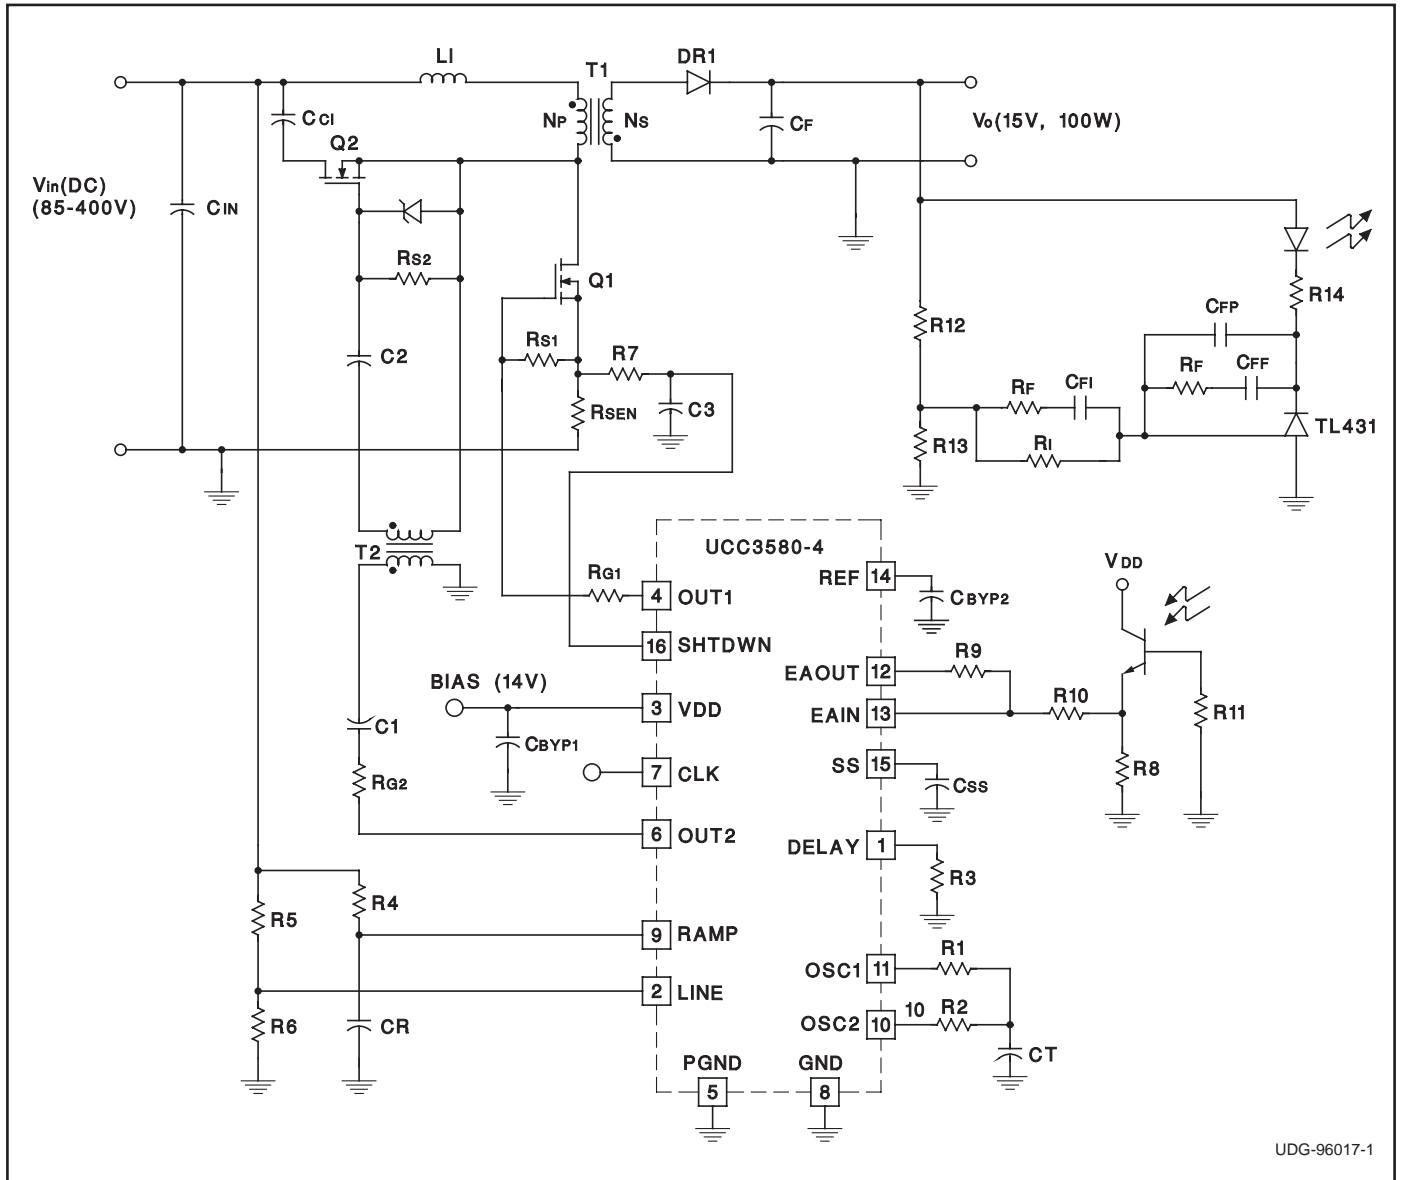 LI
T1
DR1
CCI
NP
NS
CF
Vo(15V, 100W)
Q2
Vin(DC)
(85-400V)
CIN
RS2
Q1
R14
CFP
R12
C2
RS1
R7
RF
CFF
RF
CFI
RSEN
C3
TL431
R13
RI
T2
UCC3580-4
VDD
RG1
4
OUT1
REF
14
CBYP2
16
SHTDWN
EAOUT
12
R9
BIAS (14V)
3
VDD
EAIN
13
R10
R11
C1
CBYP1
SS
15
CSS
R8
7
CLK
RG2
6
OUT2
DELAY
1
R3
R5
R4
9
RAMP
OSC1
11
R1
2
LINE
OSC2
10
10
R2
R6
CR
CT
PGND
GND
5
8
UDG-96017-1